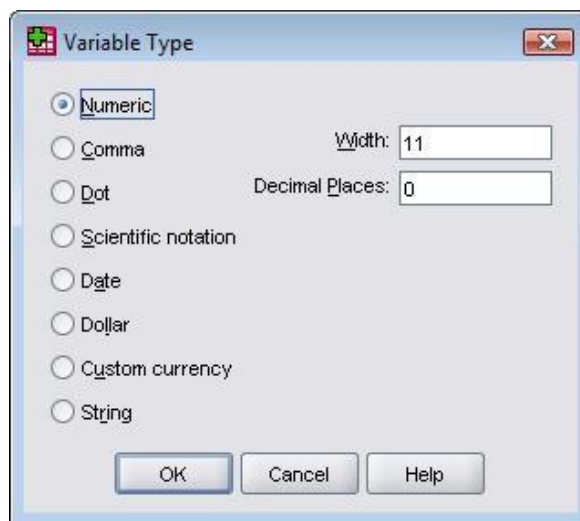 Variable Type
Numeric
Comma
Width: 11
Dot
Decimal Places: 0
Scientific notation
Date
Dollar
Custom currency
String
OK Cancel Help